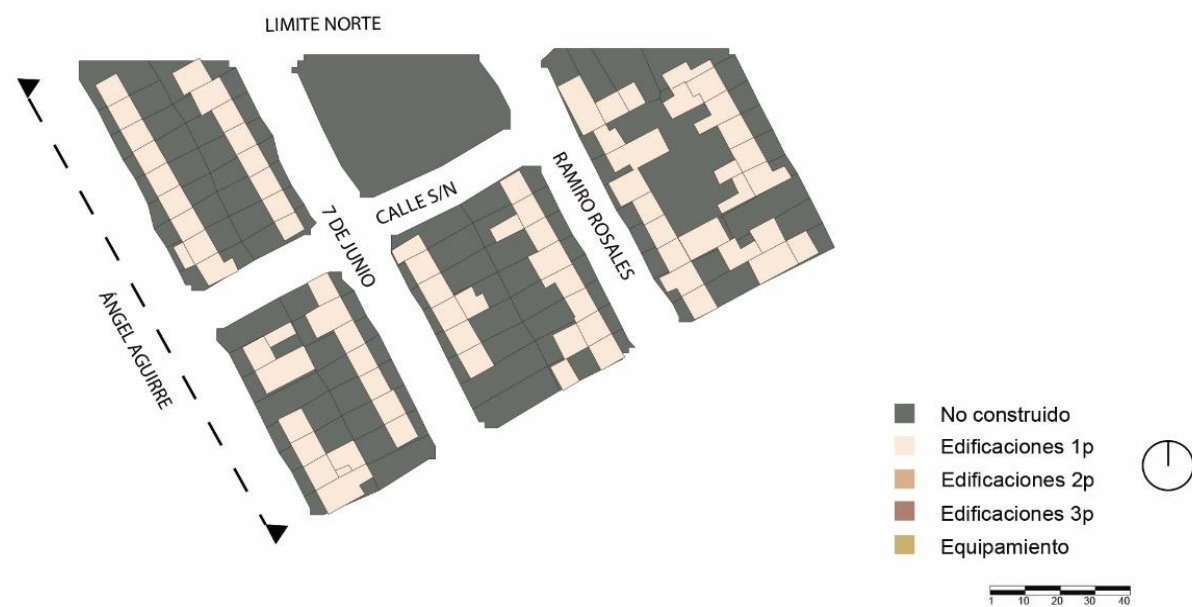 LIMITE NORTE
CALLE S/N
RAMIRO ROSALES
7 DE JUNIO
ÁNGEL AGUIRRE
No construido
Edificaciones 1p
Edificaciones 2p
Edificaciones 3p
Equipamiento
1 10 20 30 40